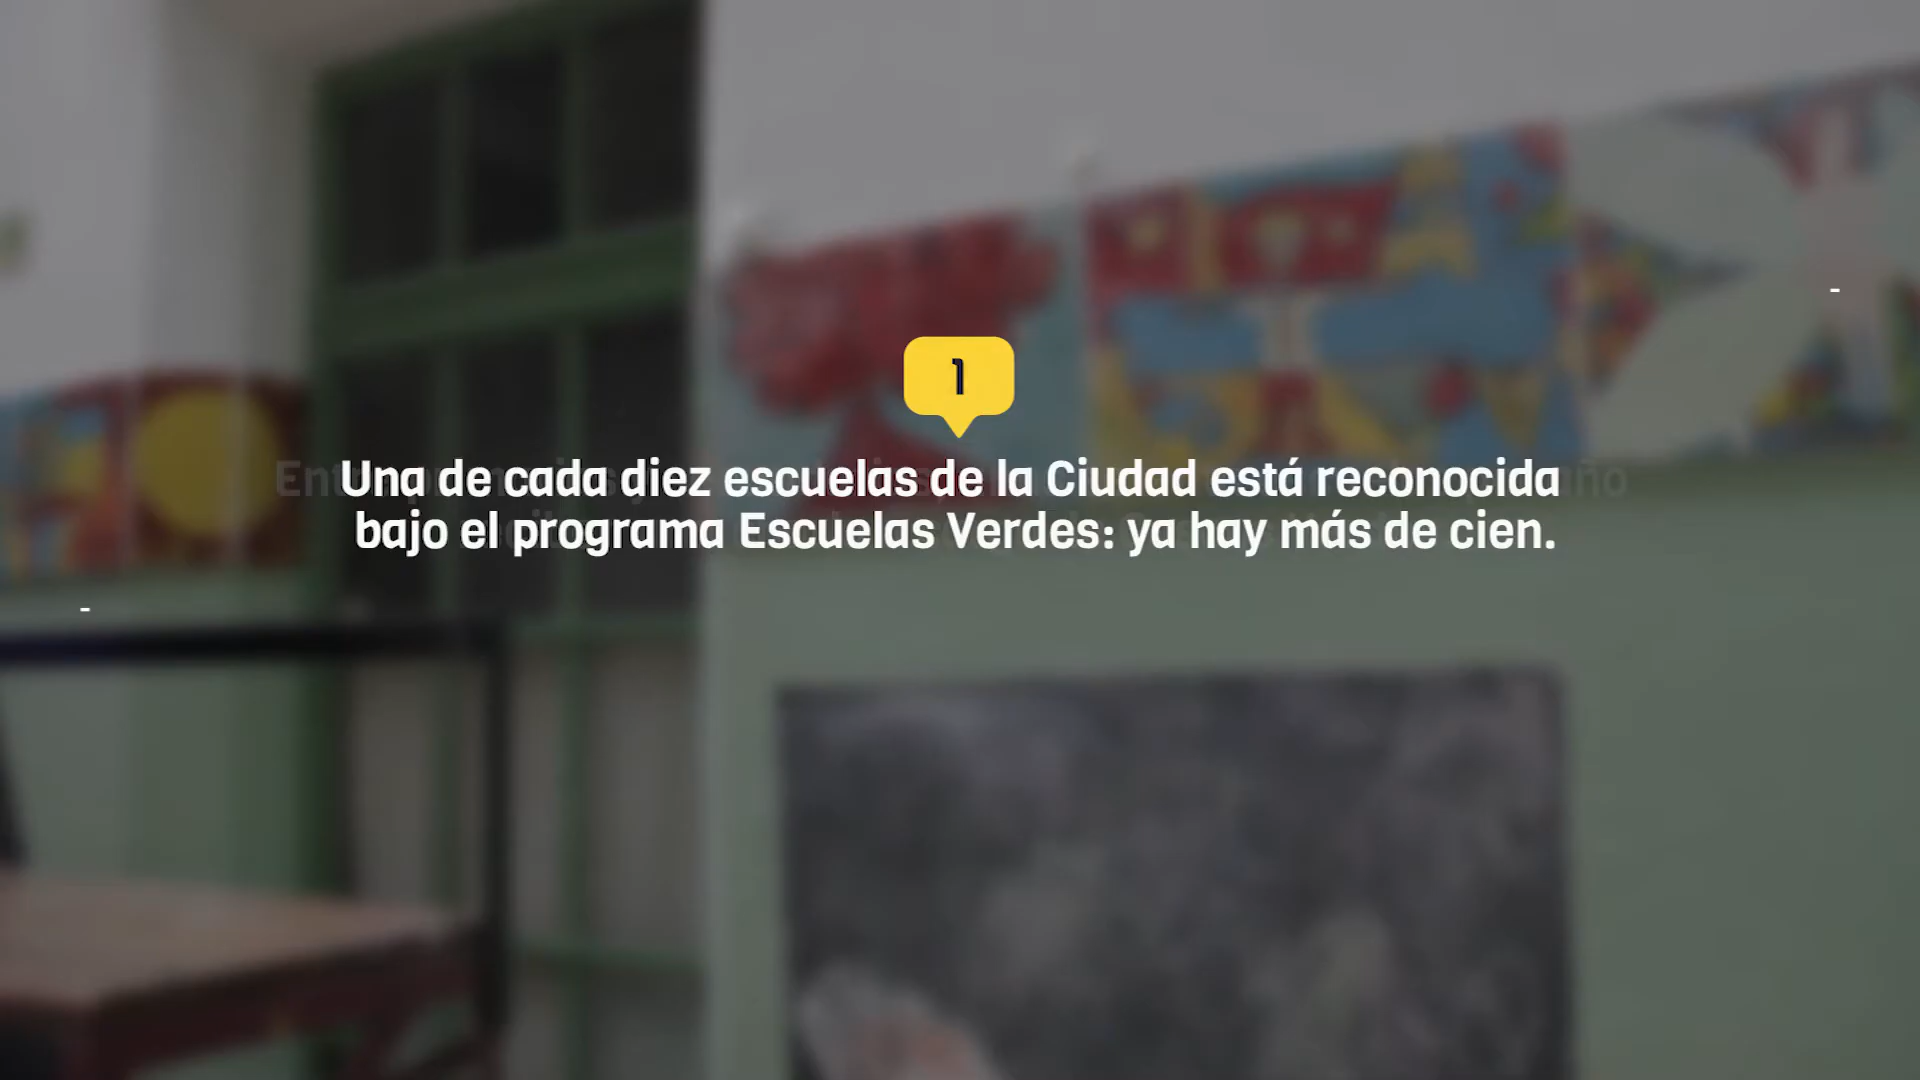 1
Una de cada diez escuelas de la Ciudad está reconocida
bajo el programa Escuelas Verdes: ya hay más de cien.